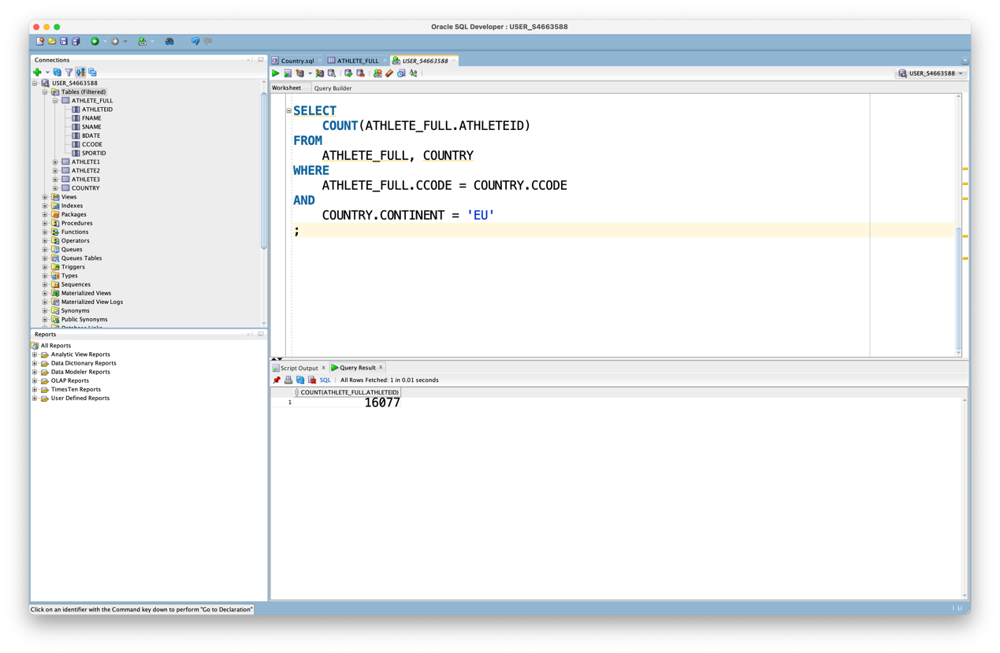 Oracle SQL Developer : USER_S4663588
Connections
USER_S4663588
Tables (Filtered)
ATHLETE_FULL
ATHLETEID
FNAME
SNAME
BDATE
CCODE
SPORTID
ATHLETE1
ATHLETE2
ATHLETE3
COUNTRY
Views
Indexes
Packages
Procedures
Functions
Operators
Queues
Queues Tables
Triggers
Types
Sequences
Materialized Views
Materialized View Logs
Synonyms
Public Synonyms
Reports
All Reports
Analytic View Reports
Data Dictionary Reports
Data Modeler Reports
OLAP Reports
TimesTen Reports
User Defined Reports
Country.sql ATHLETE_FULL USER_S4663588
USER_S4663588
Worksheet Query Builder
SELECT
COUNT(ATHLETE_FULL.ATHLETEID)
FROM
ATHLETE_FULL, COUNTRY
WHERE
ATHLETE_FULL.CCODE = COUNTRY.CCODE
AND
COUNTRY.CONTINENT = 'EU'
;
Script Output Query Result
SQL All Rows Fetched: 1 in 0.01 seconds
COUNT(ATHLETE_FULL.ATHLETEID)
1 16077
Click on an identifier with the Command key down to perform "Go to Declaration"